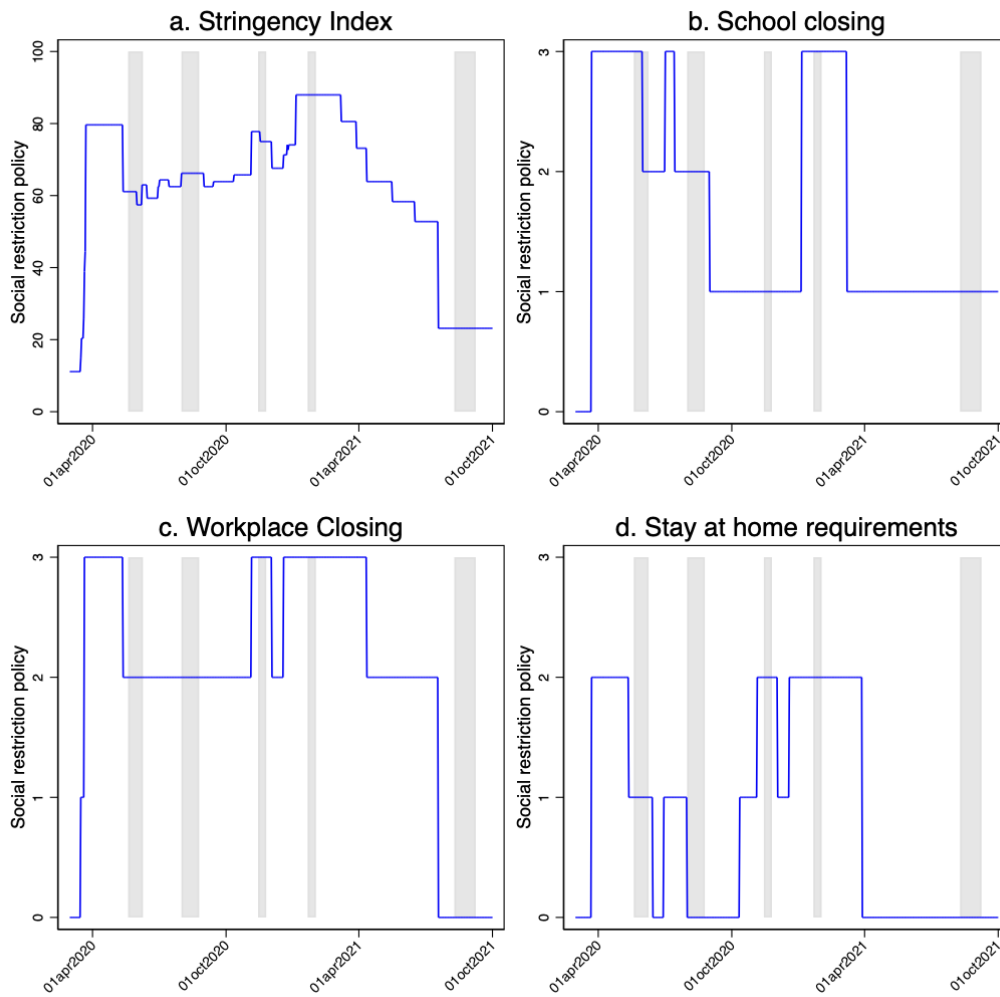 a. Stringency Index
Social restriction policy
100
80
60
40
20
0
01apr2020
01oct2020
01apr2021
01oct2021
b. School closing
Social restriction policy
3
2
1
0
01apr2020
01oct2020
01apr2021
01oct2021
c. Workplace Closing
Social restriction policy
3
2
1
0
01apr2020
01oct2020
01apr2021
01oct2021
d. Stay at home requirements
Social restriction policy
3
2
1
0
01apr2020
01oct2020
01apr2021
01oct2021